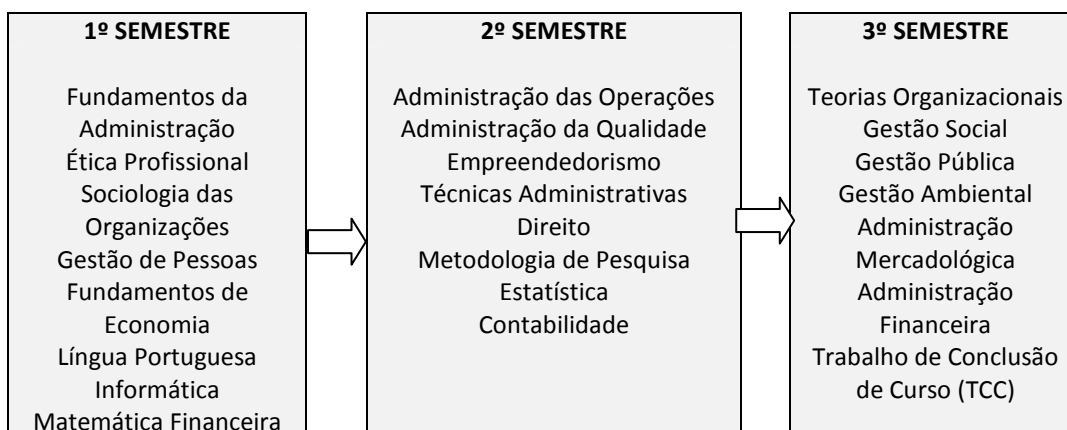 1º SEMESTRE
Fundamentos da
Administração
Ética Profissional
Sociologia das
Organizações
Gestão de Pessoas
Fundamentos de
Economia
Língua Portuguesa
Informática
Matemática Financeira
2º SEMESTRE
Administração das Operações
Administração da Qualidade
Empreendedorismo
Técnicas Administrativas
Direito
Metodologia de Pesquisa
Estatística
Contabilidade
3º SEMESTRE
Teorias Organizacionais
Gestão Social
Gestão Pública
Gestão Ambiental
Administração
Mercadológica
Administração
Financeira
Trabalho de Conclusão
de Curso (TCC)